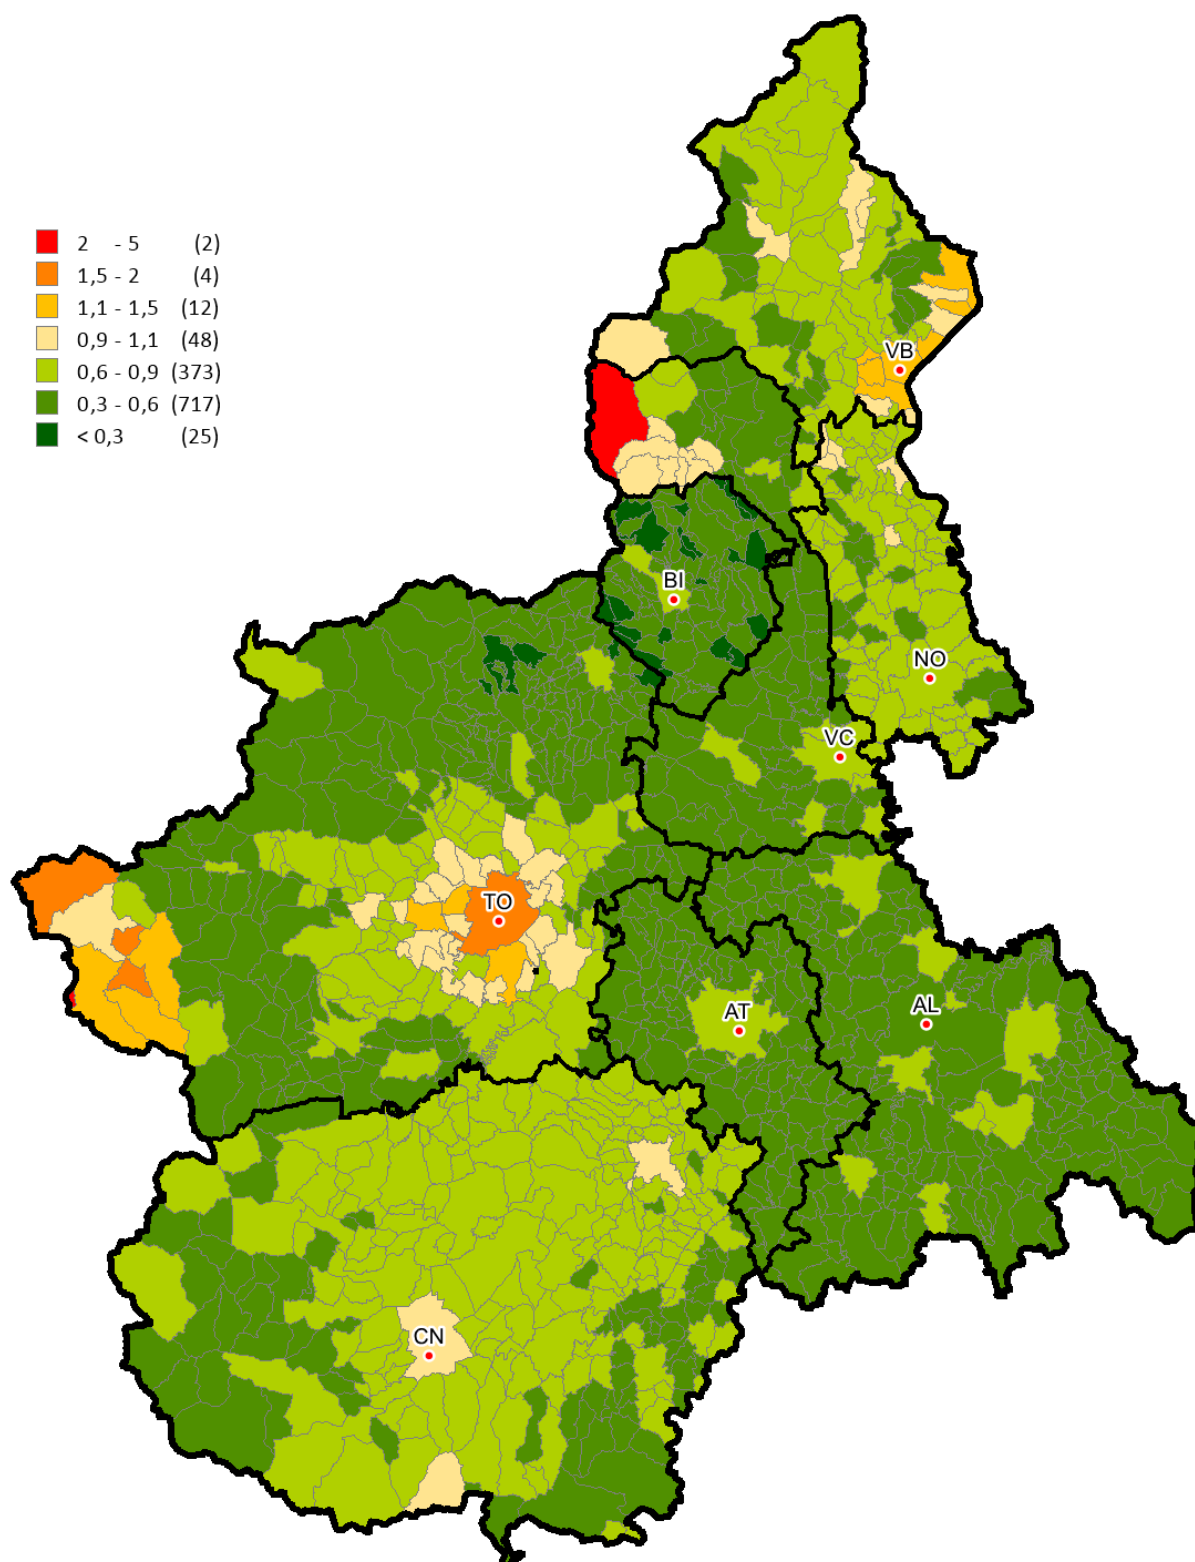 2 - 5 (2)
1,5 - 2 (4)
1,1 - 1,5 (12)
0,9 - 1,1 (48)
0,6 - 0,9 (373)
0,3 - 0,6 (717)
< 0,3 (25)
VB
BI
NO
VC
TO
AT
AL
CN